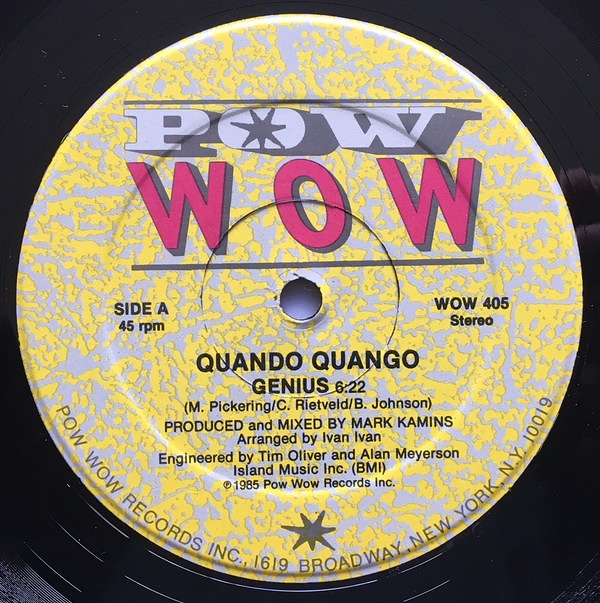 POW
WOW
SIDE A
45 rpm
WOW 405
Stereo
QUANDO QUANGO
GENIUS 6:22
(M. Pickering/C. Rietveld/B. Johnson)
PRODUCED and MIXED BY MARK KAMINS
Arranged by Ivan Ivan
Engineered by Tim Oliver and Alan Meyerson
Island Music Inc. (BMI)
℗ 1985 Pow Wow Records Inc.
POW WOW RECORDS INC., 1619 BROADWAY, NEW YORK, N.Y. 10019